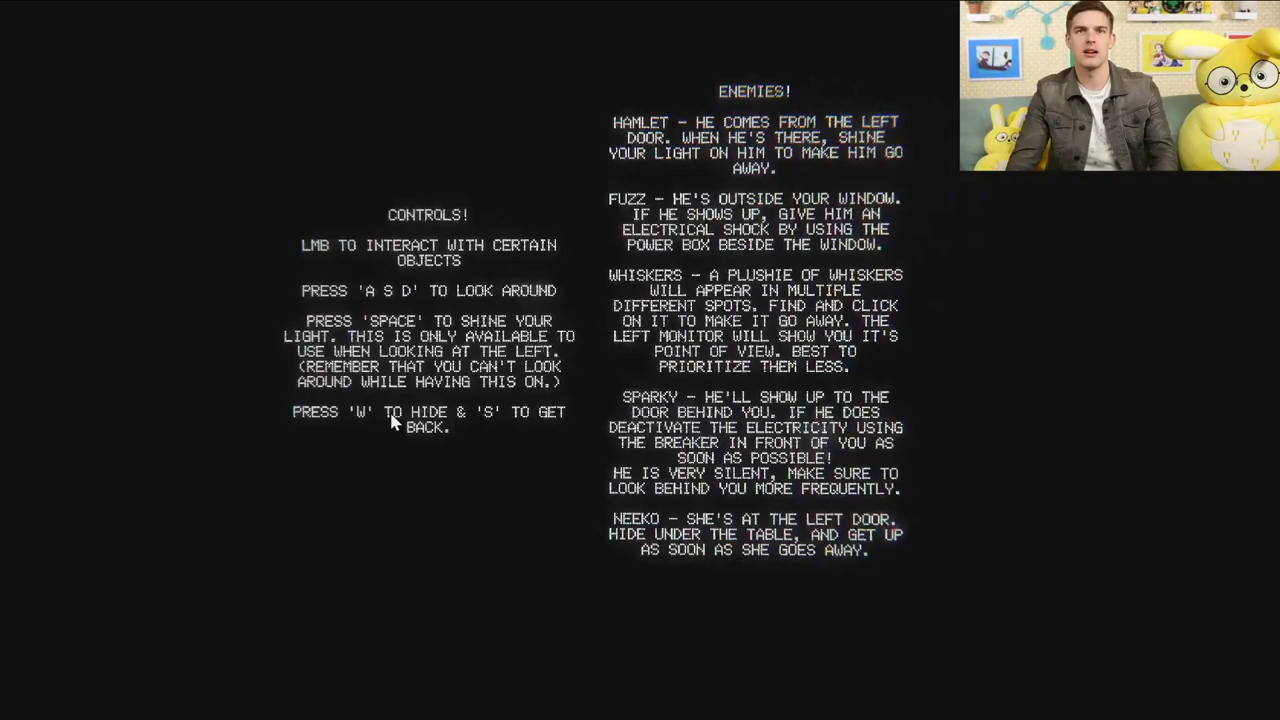 CONTROLS!
LMB TO INTERACT WITH CERTAIN
OBJECTS
PRESS 'A S D' TO LOOK AROUND
PRESS 'SPACE' TO SHINE YOUR
LIGHT. THIS IS ONLY AVAILABLE TO
USE WHEN LOOKING AT THE LEFT.
(REMEMBER THAT YOU CAN'T LOOK
AROUND WHILE HAVING THIS ON.)
PRESS 'W' TO HIDE & 'S' TO GET
BACK.
ENEMIES!
HAMLET - HE COMES FROM THE LEFT
DOOR. WHEN HE'S THERE, SHINE
YOUR LIGHT ON HIM TO MAKE HIM GO
AWAY.
FUZZ - HE'S OUTSIDE YOUR WINDOW.
IF HE SHOWS UP, GIVE HIM AN
ELECTRICAL SHOCK BY USING THE
POWER BOX BESIDE THE WINDOW.
WHISKERS - A PLUSHIE OF WHISKERS
WILL APPEAR IN MULTIPLE
DIFFERENT SPOTS. FIND AND CLICK
ON IT TO MAKE IT GO AWAY. THE
LEFT MONITOR WILL SHOW YOU IT'S
POINT OF VIEW. BEST TO
PRIORITIZE THEM LESS.
SPARKY - HE'LL SHOW UP TO THE
DOOR BEHIND YOU. IF HE DOES
DEACTIVATE THE ELECTRICITY USING
THE BREAKER IN FRONT OF YOU AS
SOON AS POSSIBLE!
HE IS VERY SILENT, MAKE SURE TO
LOOK BEHIND YOU MORE FREQUENTLY.
NEEKO - SHE'S AT THE LEFT DOOR.
HIDE UNDER THE TABLE, AND GET UP
AS SOON AS SHE GOES AWAY.